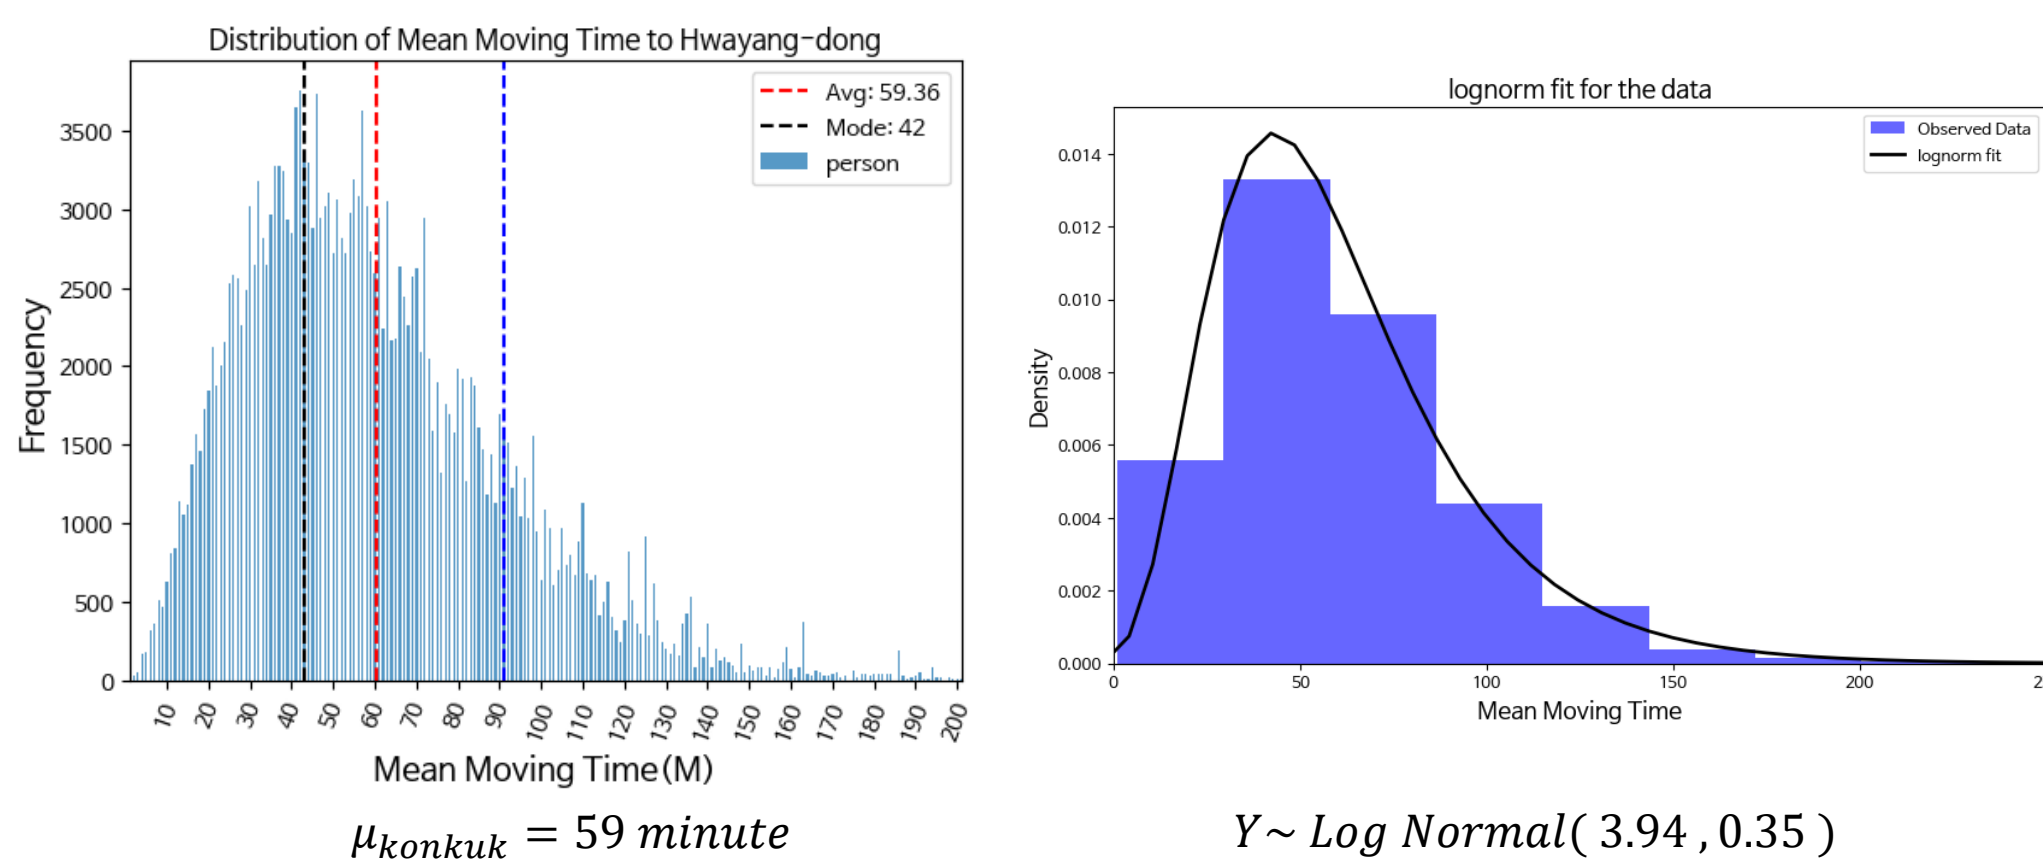 Distribution of Mean Moving Time to Hwayang-dong
Avg: 59.36
Mode: 42
person
Frequency
3500
3000
2500
2000
1500
1000
500
0
10 20 30 40 50 60 70 80 90 100 110 120 130 140 150 160 170 180 190 200
Mean Moving Time(M)
μkonkuk = 59 minute
lognorm fit for the data
Observed Data
lognorm fit
Density
0.014
0.012
0.010
0.008
0.006
0.004
0.002
0.000
0 50 100 150 200
Mean Moving Time
Y~ Log Normal( 3.94 , 0.35 )